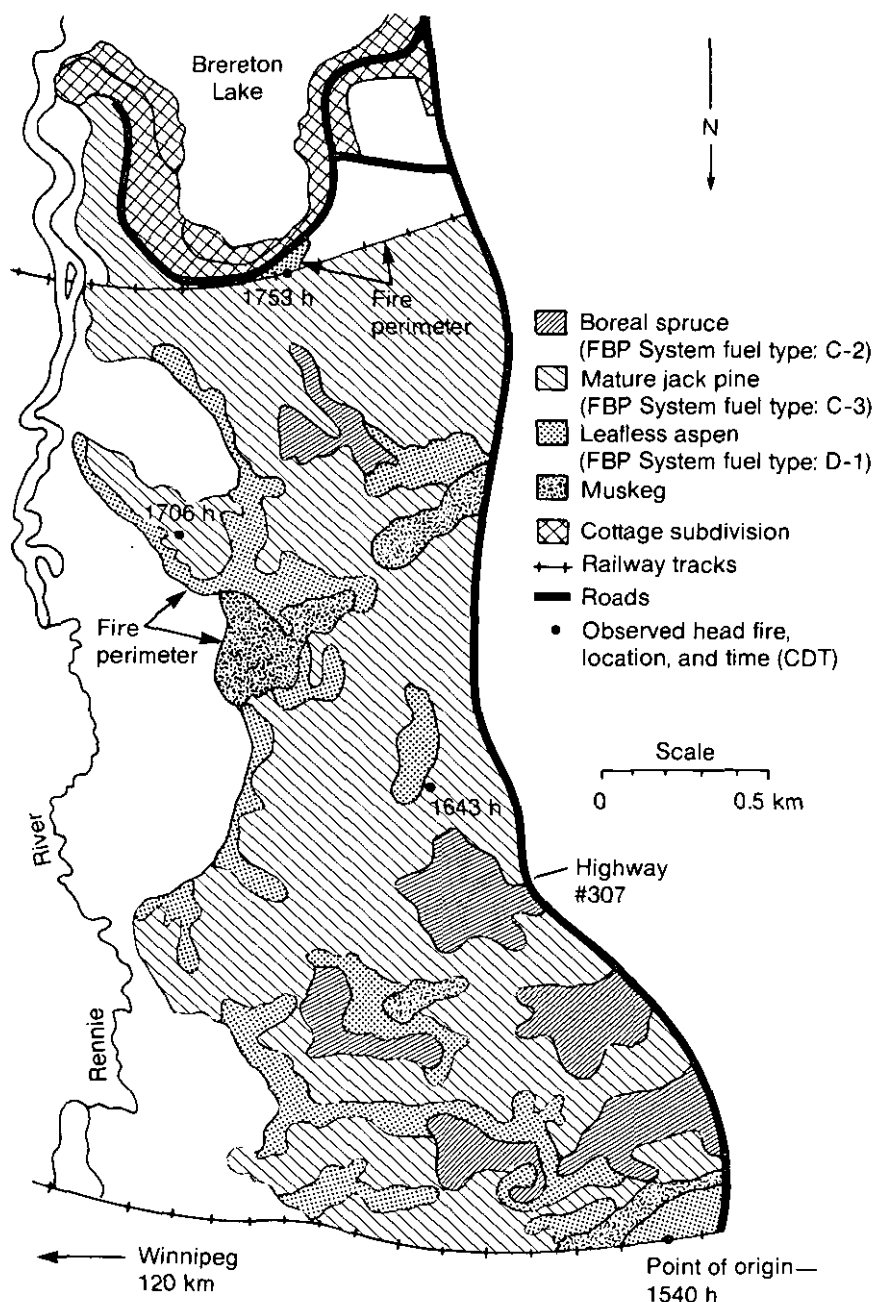 Brereton
Lake
N
1753 h
Fire
perimeter
Boreal spruce
(FBP System fuel type: C-2)
Mature jack pine
(FBP System fuel type: C-3)
Leafless aspen
(FBP System fuel type: D-1)
Muskeg
Cottage subdivision
Railway tracks
Roads
Observed head fire,
location, and time (CDT)
1706 h
Fire
perimeter
Scale
0 0.5 km
1643 h
River
Highway
#307
Rennie
Winnipeg
120 km
Point of origin—
1540 h